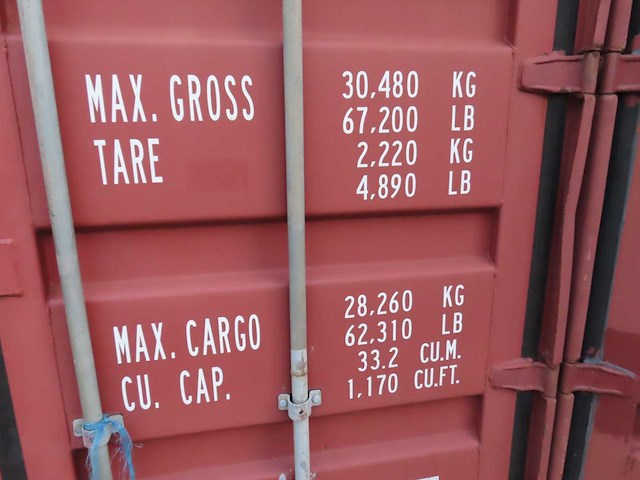 MAX. GROSS 30,480 KG
67,200 LB
TARE 2,220 KG
4,890 LB
MAX. CARGO 28,260 KG
62,310 LB
CU. CAP. 33.2 CU.M.
1,170 CU.FT.